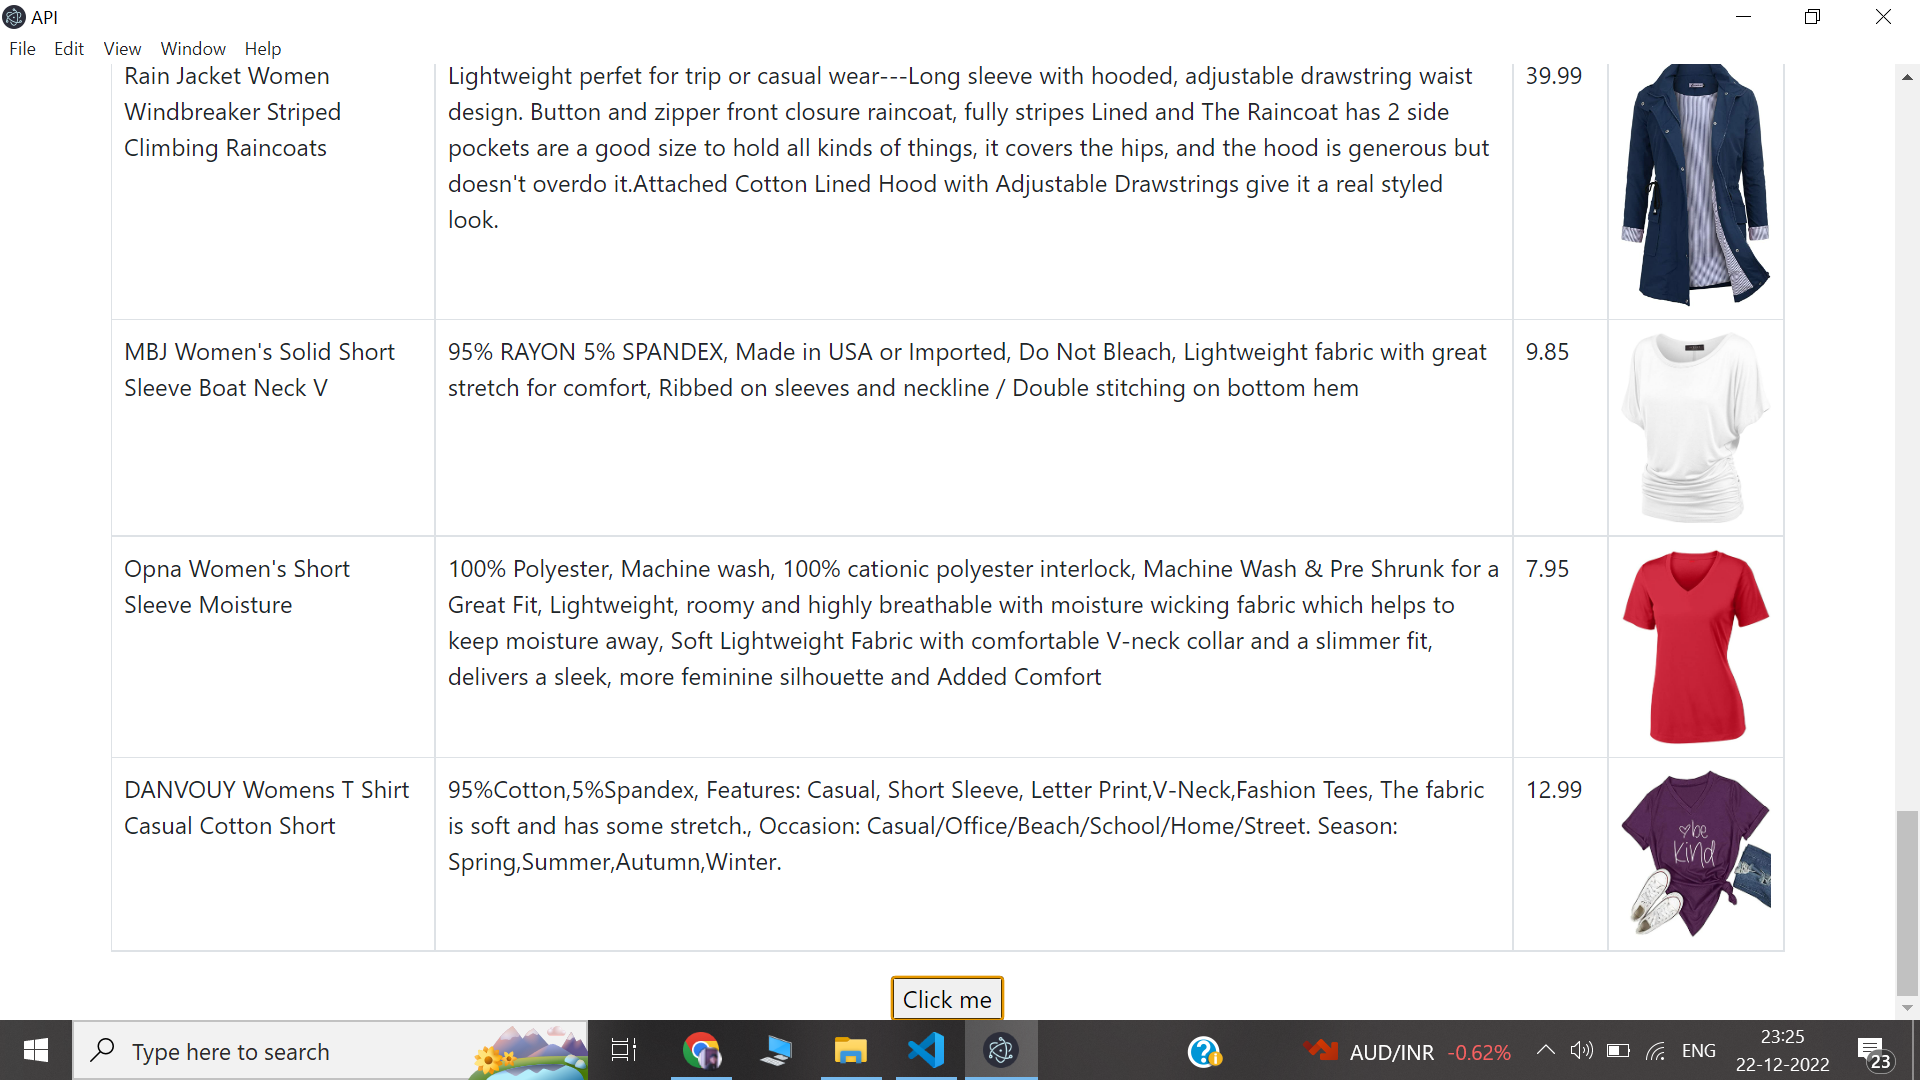 API
File Edit View Window Help
Rain Jacket Women
Windbreaker Striped
Climbing Raincoats
Lightweight perfet for trip or casual wear---Long sleeve with hooded, adjustable drawstring waist
design. Button and zipper front closure raincoat, fully stripes Lined and The Raincoat has 2 side
pockets are a good size to hold all kinds of things, it covers the hips, and the hood is generous but
doesn't overdo it.Attached Cotton Lined Hood with Adjustable Drawstrings give it a real styled
look.
39.99
MBJ Women's Solid Short
Sleeve Boat Neck V
95% RAYON 5% SPANDEX, Made in USA or Imported, Do Not Bleach, Lightweight fabric with great
stretch for comfort, Ribbed on sleeves and neckline / Double stitching on bottom hem
9.85
Opna Women's Short
Sleeve Moisture
100% Polyester, Machine wash, 100% cationic polyester interlock, Machine Wash & Pre Shrunk for a
Great Fit, Lightweight, roomy and highly breathable with moisture wicking fabric which helps to
keep moisture away, Soft Lightweight Fabric with comfortable V-neck collar and a slimmer fit,
delivers a sleek, more feminine silhouette and Added Comfort
7.95
DANVOUY Womens T Shirt
Casual Cotton Short
95%Cotton,5%Spandex, Features: Casual, Short Sleeve, Letter Print,V-Neck,Fashion Tees, The fabric
is soft and has some stretch., Occasion: Casual/Office/Beach/School/Home/Street. Season:
Spring,Summer,Autumn,Winter.
12.99
be
Kind
Click me
Type here to search
AUD/INR -0.62%
ENG
23:25
22-12-2022
23